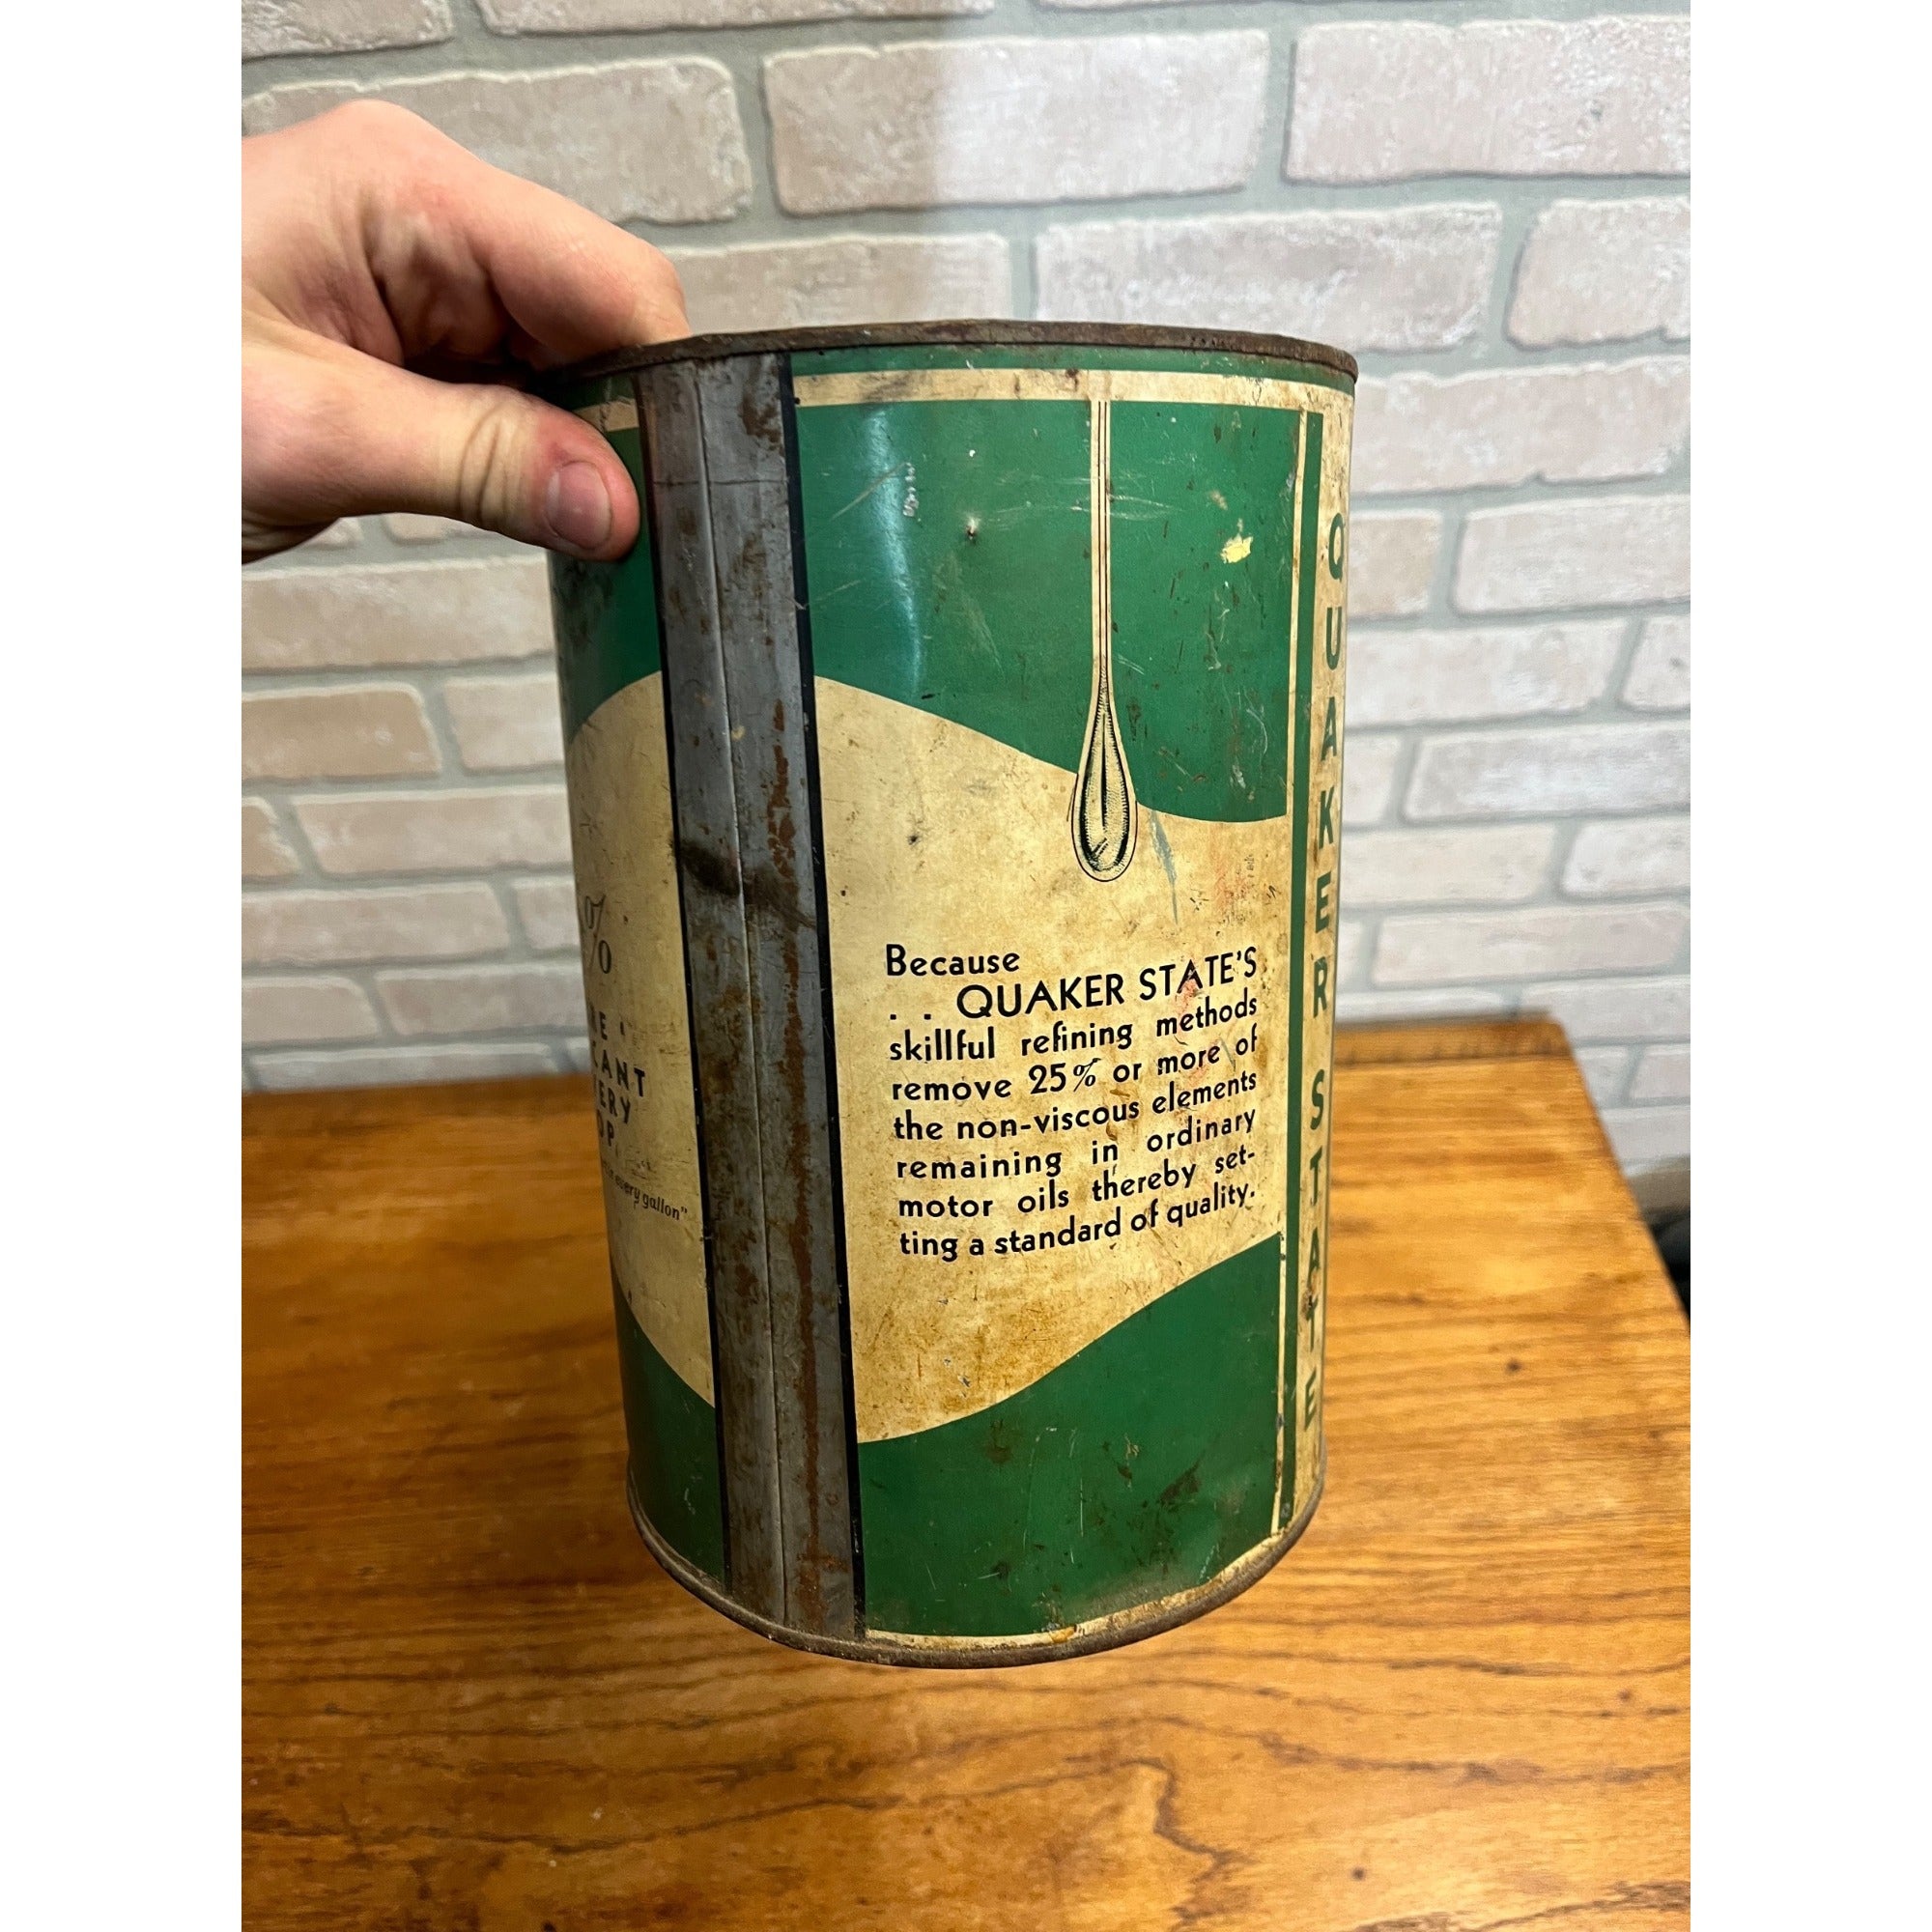 %
CANT
every gallon"
Because
. . QUAKER STATE'S
skillful refining methods
remove 25% or more of
the non-viscous elements
remaining in ordinary
motor oils thereby set-
ting a standard of quality.
QUAKER STATE